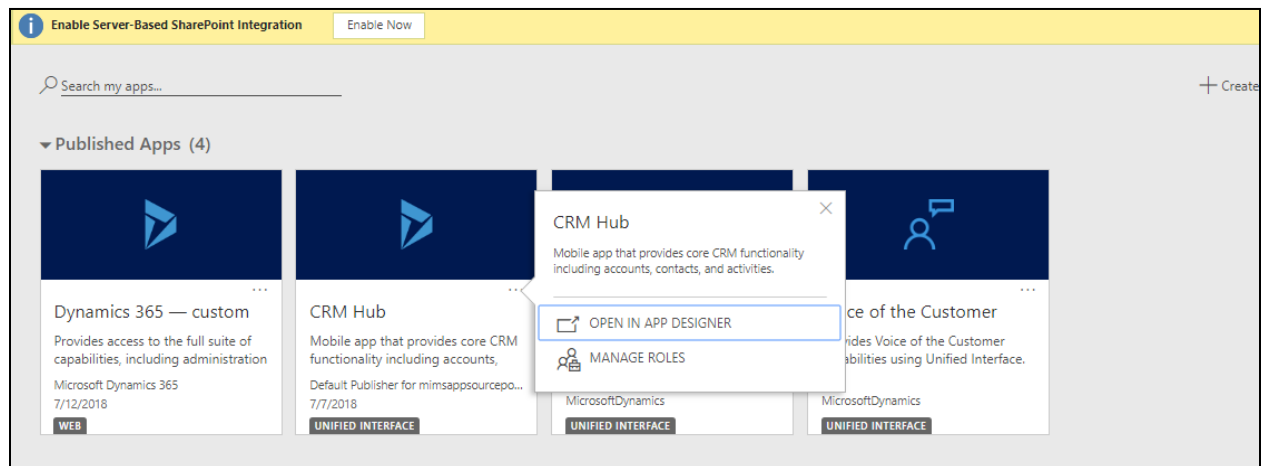 Enable Server-Based SharePoint Integration
Enable Now
Search my apps...
Create
Published Apps (4)
Dynamics 365 — custom
Provides access to the full suite of
capabilities, including administration
Microsoft Dynamics 365
7/12/2018
WEB
CRM Hub
Mobile app that provides core CRM
functionality including accounts,
Default Publisher for mimsappsourcepo...
7/7/2018
UNIFIED INTERFACE
CRM Hub
Mobile app that provides core CRM functionality
including accounts, contacts, and activities.
OPEN IN APP DESIGNER
MANAGE ROLES
MicrosoftDynamics
UNIFIED INTERFACE
of the Customer
Voice of the Customer
using Unified Interface.
MicrosoftDynamics
UNIFIED INTERFACE